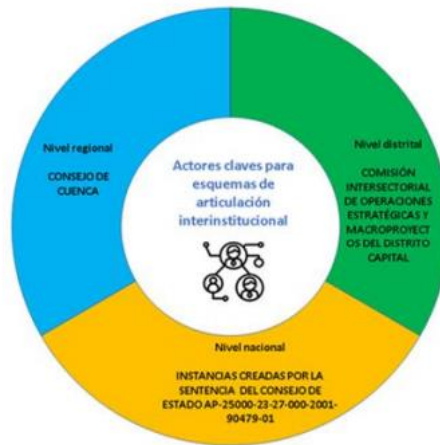 Nivel regional
CONSEJO DE
CUENCA
Actores claves para
esquemas de
articulación
interinstitucional
Nivel distrital
COMISIÓN
INTERSECTORIAL
DE OPERACIONES
ESTRATÉGICAS Y
MACROPROYECT
OS DEL DISTRITO
CAPITAL
Nivel nacional
INSTANCIAS CREADAS POR LA
SENTENCIA DEL CONSEJO DE
ESTADO AP-25000-23-27-000-2001-
90479-01